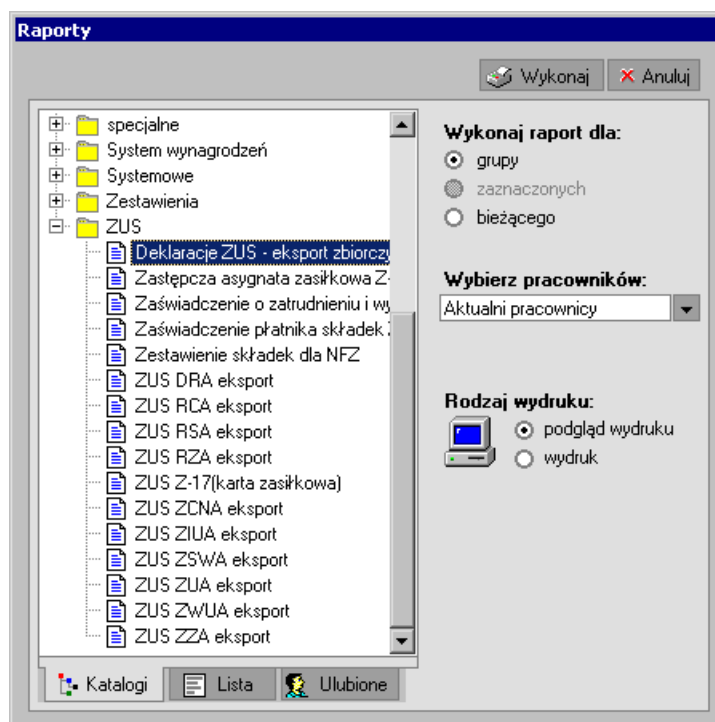 Raporty
Wykonaj
Anuluj
specjalne
System wynagrodzeń
Systemowe
Zestawienia
ZUS
Deklaracje ZUS - eksport zbiorczy
Zastępcza asygnata zasiłkowa Z-
Zaświadczenie o zatrudnieniu i wy
Zaświadczenie płatnika składek
Zestawienie składek dla NFZ
ZUS DRA eksport
ZUS RCA eksport
ZUS RSA eksport
ZUS RZA eksport
ZUS Z-17(karta zasiłkowa)
ZUS ZCNA eksport
ZUS ZIUA eksport
ZUS ZSWA eksport
ZUS ZUA eksport
ZUS ZWUA eksport
ZUS ZZA eksport
Katalogi
Lista
Ulubione
Wykonaj raport dla:
grupy
zaznaczonych
bieżącego
Wybierz pracowników:
Aktualni pracownicy
Rodzaj wydruku:
podgląd wydruku
wydruk